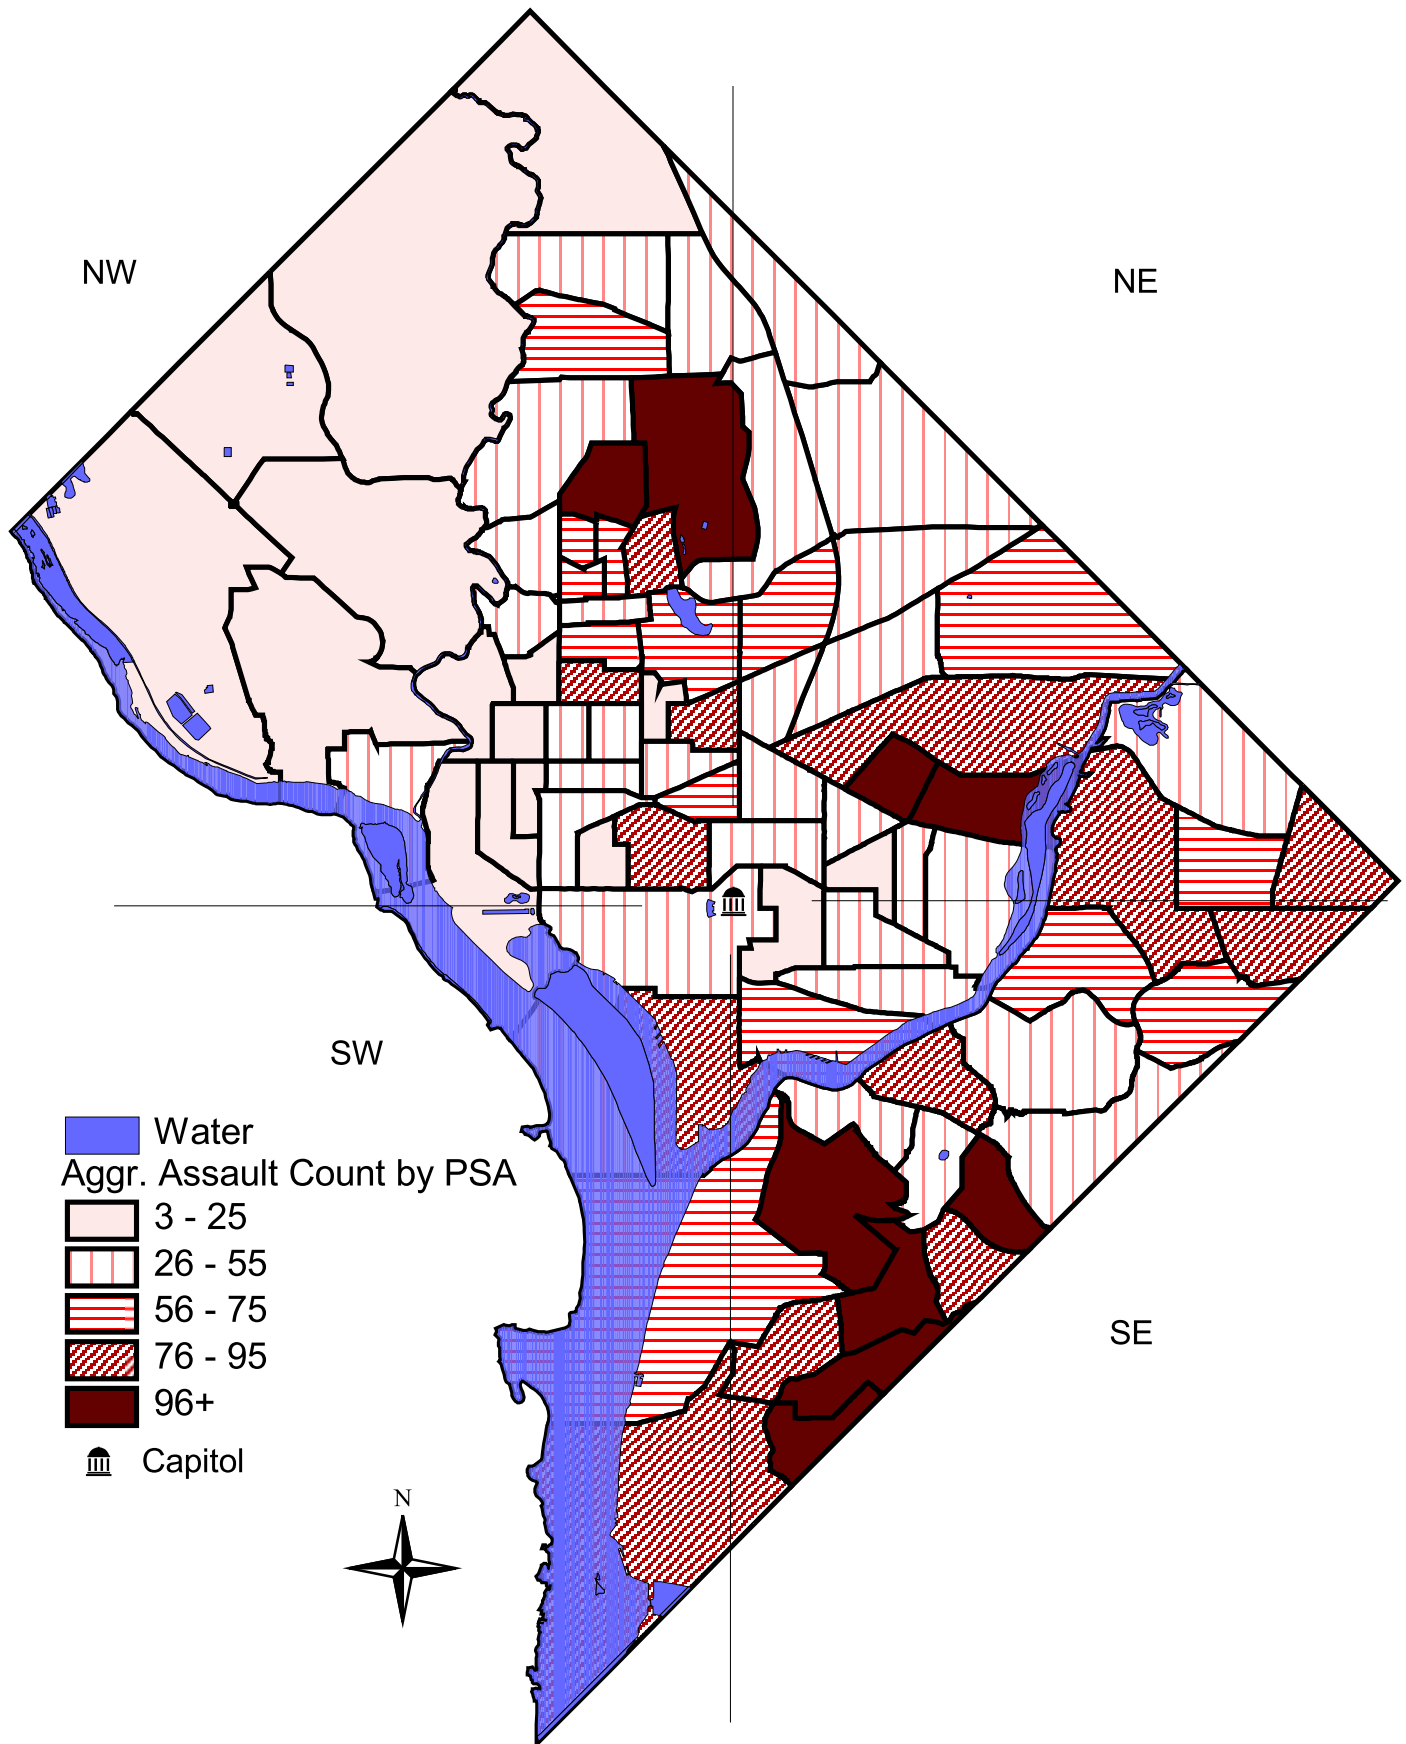 NW
NE
SW
Water
Aggr. Assault Count by PSA
3 - 25
26 - 55
56 - 75
76 - 95
96+
Capitol
N
SE